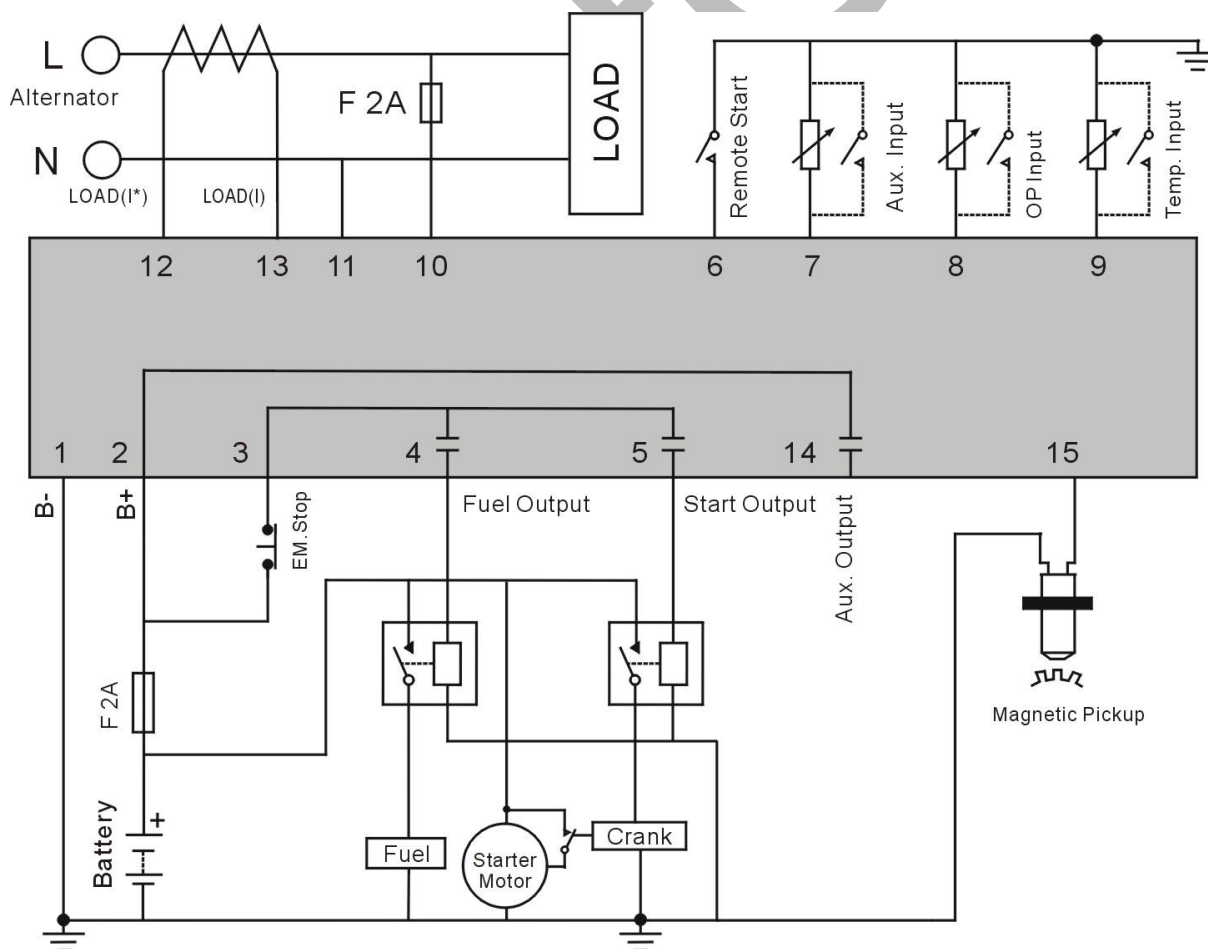 L
Alternator
N
LOAD(I*)
LOAD(I)
F 2A
LOAD
Remote Start
Aux. Input
OP Input
Temp. Input
12
13
11
10
6
7
8
9
1
2
3
4
5
14
15
B-
B+
EM.Stop
Fuel Output
Start Output
Aux. Output
F 2A
Magnetic Pickup
Battery
+
Fuel
Starter
Motor
Crank